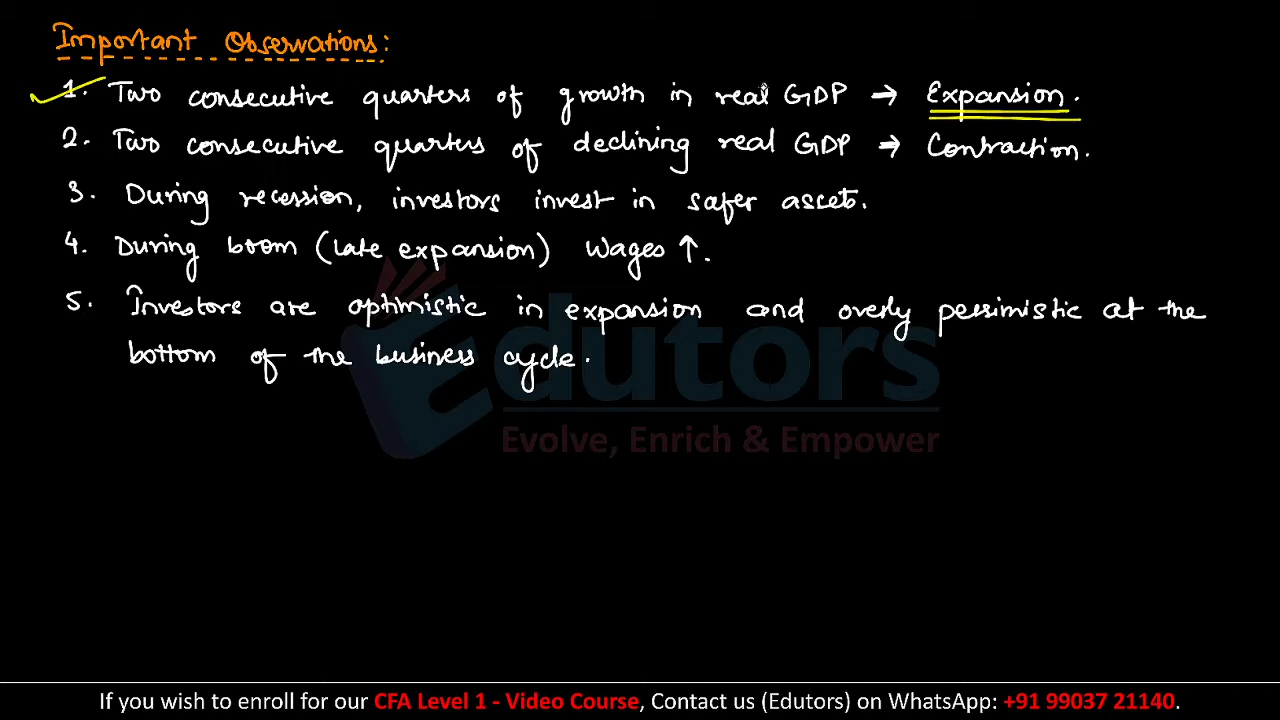 Important Observations:
1. Two consecutive quarters of growth in real GDP → Expansion.
2. Two consecutive quarters of declining real GDP → Contraction.
3. During recession, investors invest in safer assets.
4. During boom (late expansion) wages ↑.
5. Investors are optimistic in expansion and overly pessimistic at the
bottom of the business cycle.
Edutors
Evolve, Enrich & Empower
If you wish to enroll for our CFA Level 1 - Video Course, Contact us (Edutors) on WhatsApp: +91 99037 21140.